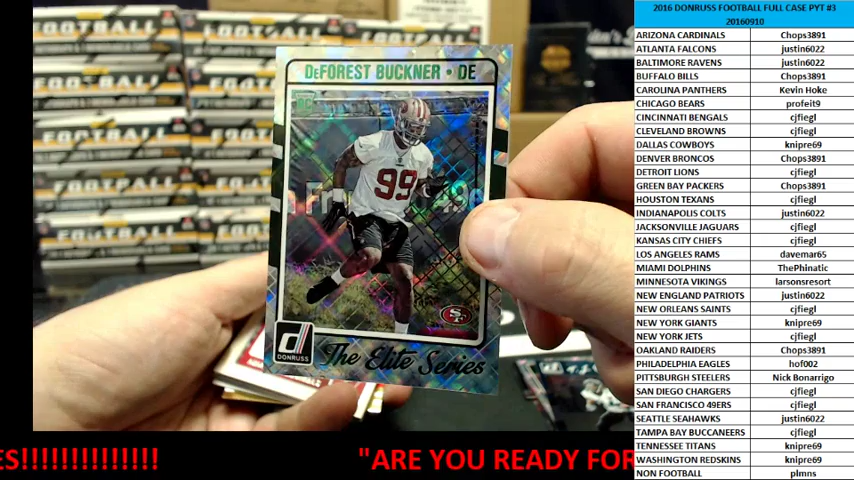 FOOTBALL FOOTBALL FOOTBALL
DeFOREST BUCKNER • DE
RC
99
SF
DONRUSS
The Elite Series
ES!!!!!!!!!!!!!!! "ARE YOU READY FOR
2016 DONRUSS FOOTBALL FULL CASE PYT #3
20160910
ARIZONA CARDINALS Chops3891
ATLANTA FALCONS justin6022
BALTIMORE RAVENS justin6022
BUFFALO BILLS Chops3891
CAROLINA PANTHERS Kevin Hoke
CHICAGO BEARS profeit9
CINCINNATI BENGALS cjfiegl
CLEVELAND BROWNS cjfiegl
DALLAS COWBOYS knipre69
DENVER BRONCOS Chops3891
DETROIT LIONS cjfiegl
GREEN BAY PACKERS Chops3891
HOUSTON TEXANS cjfiegl
INDIANAPOLIS COLTS justin6022
JACKSONVILLE JAGUARS cjfiegl
KANSAS CITY CHIEFS cjfiegl
LOS ANGELES RAMS davemar65
MIAMI DOLPHINS ThePhinatic
MINNESOTA VIKINGS larsonsresort
NEW ENGLAND PATRIOTS justin6022
NEW ORLEANS SAINTS cjfiegl
NEW YORK GIANTS knipre69
NEW YORK JETS cjfiegl
OAKLAND RAIDERS Chops3891
PHILADELPHIA EAGLES hof002
PITTSBURGH STEELERS Nick Bonarrigo
SAN DIEGO CHARGERS cjfiegl
SAN FRANCISCO 49ERS cjfiegl
SEATTLE SEAHAWKS justin6022
TAMPA BAY BUCCANEERS cjfiegl
TENNESSEE TITANS knipre69
WASHINGTON REDSKINS knipre69
NON FOOTBALL plmns